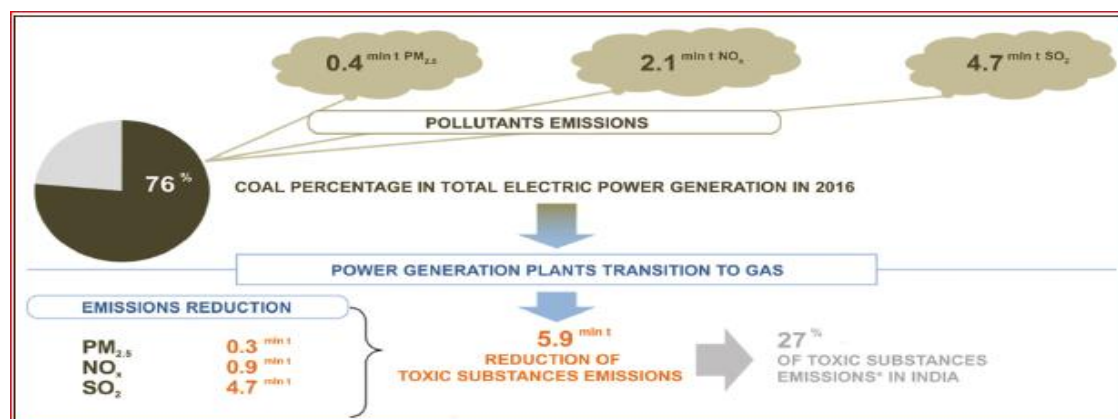 0.4 mln t PM2.5
2.1 mln t NOx
4.7 mln t SO2
POLLUTANTS EMISSIONS
76 %
COAL PERCENTAGE IN TOTAL ELECTRIC POWER GENERATION IN 2016
POWER GENERATION PLANTS TRANSITION TO GAS
EMISSIONS REDUCTION
PM2.5 0.3 mln t
NOx 0.9 mln t
SO2 4.7 mln t
5.9 mln t
REDUCTION OF
TOXIC SUBSTANCES EMISSIONS
27 %
OF TOXIC SUBSTANCES
EMISSIONS* IN INDIA